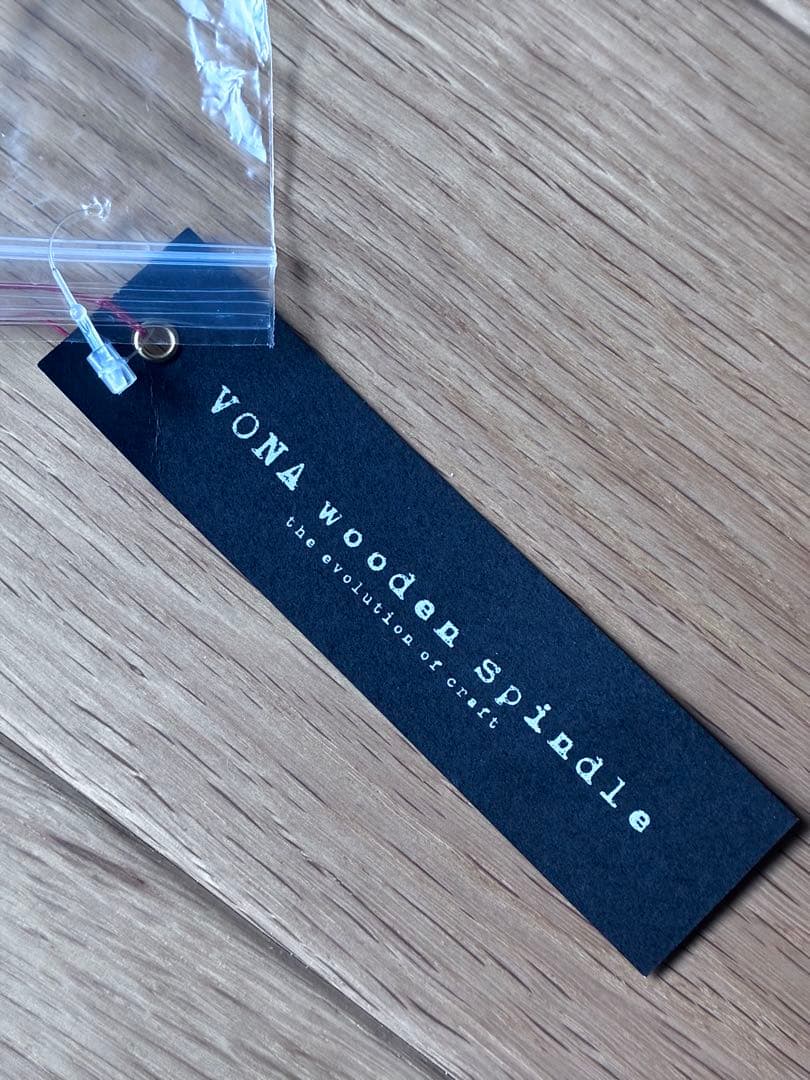 VONA wooden spindle
the evolution of craft